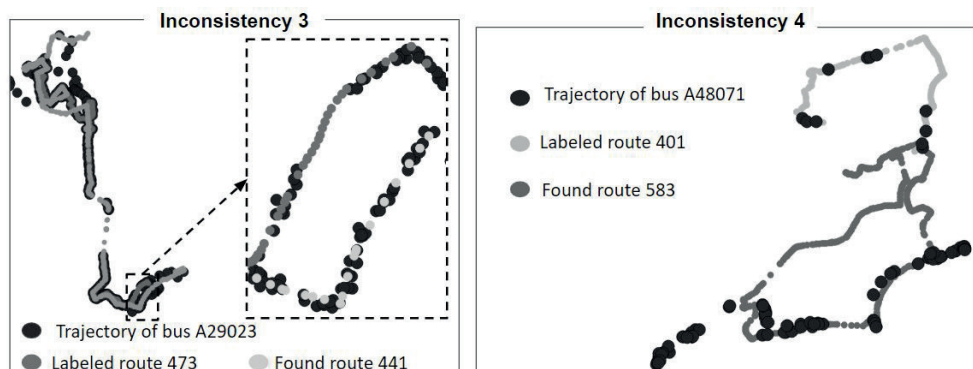 Inconsistency 3
Trajectory of bus A29023
Labeled route 473
Found route 441
Inconsistency 4
Trajectory of bus A48071
Labeled route 401
Found route 583